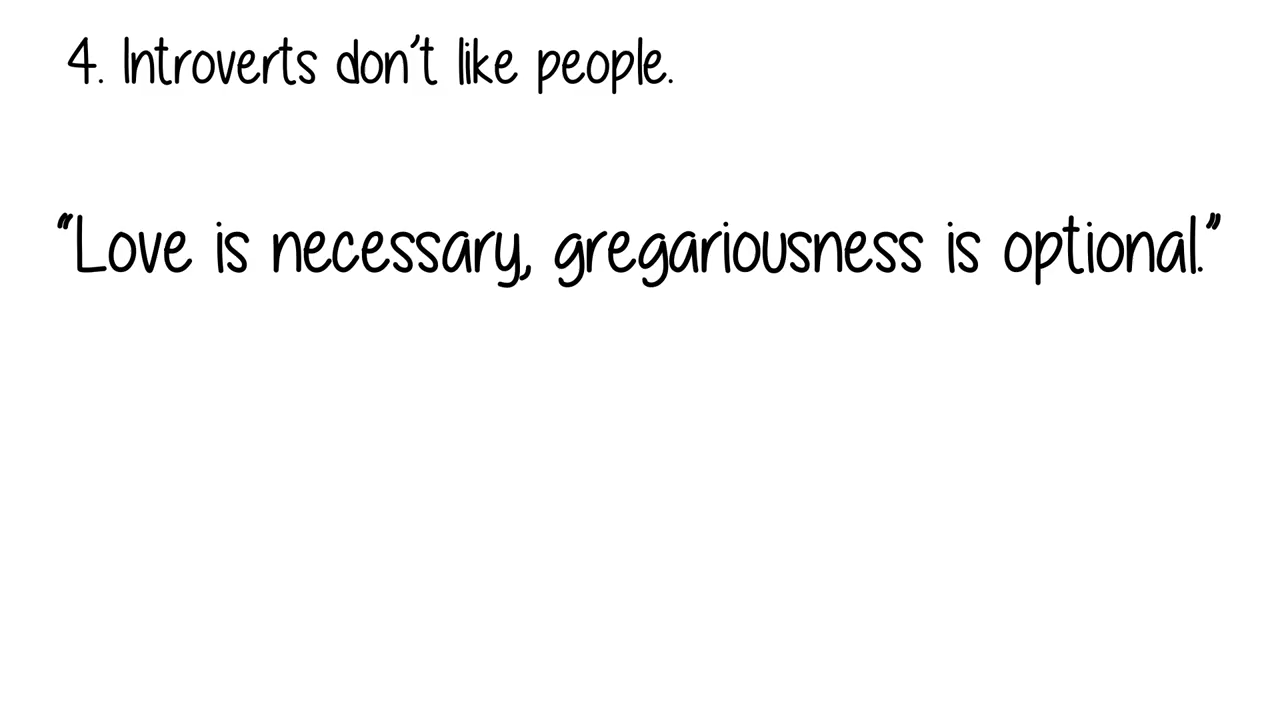 4. Introverts don't like people.
“Love is necessary, gregariousness is optional.”